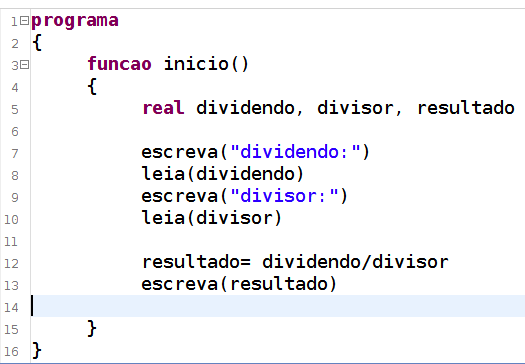 1 programa
2 {
3 funcao inicio()
4 {
5 real dividendo, divisor, resultado
6
7 escreva("dividendo:")
8 leia(dividendo)
9 escreva("divisor:")
10 leia(divisor)
11
12 resultado= dividendo/divisor
13 escreva(resultado)
14
15 }
16 }